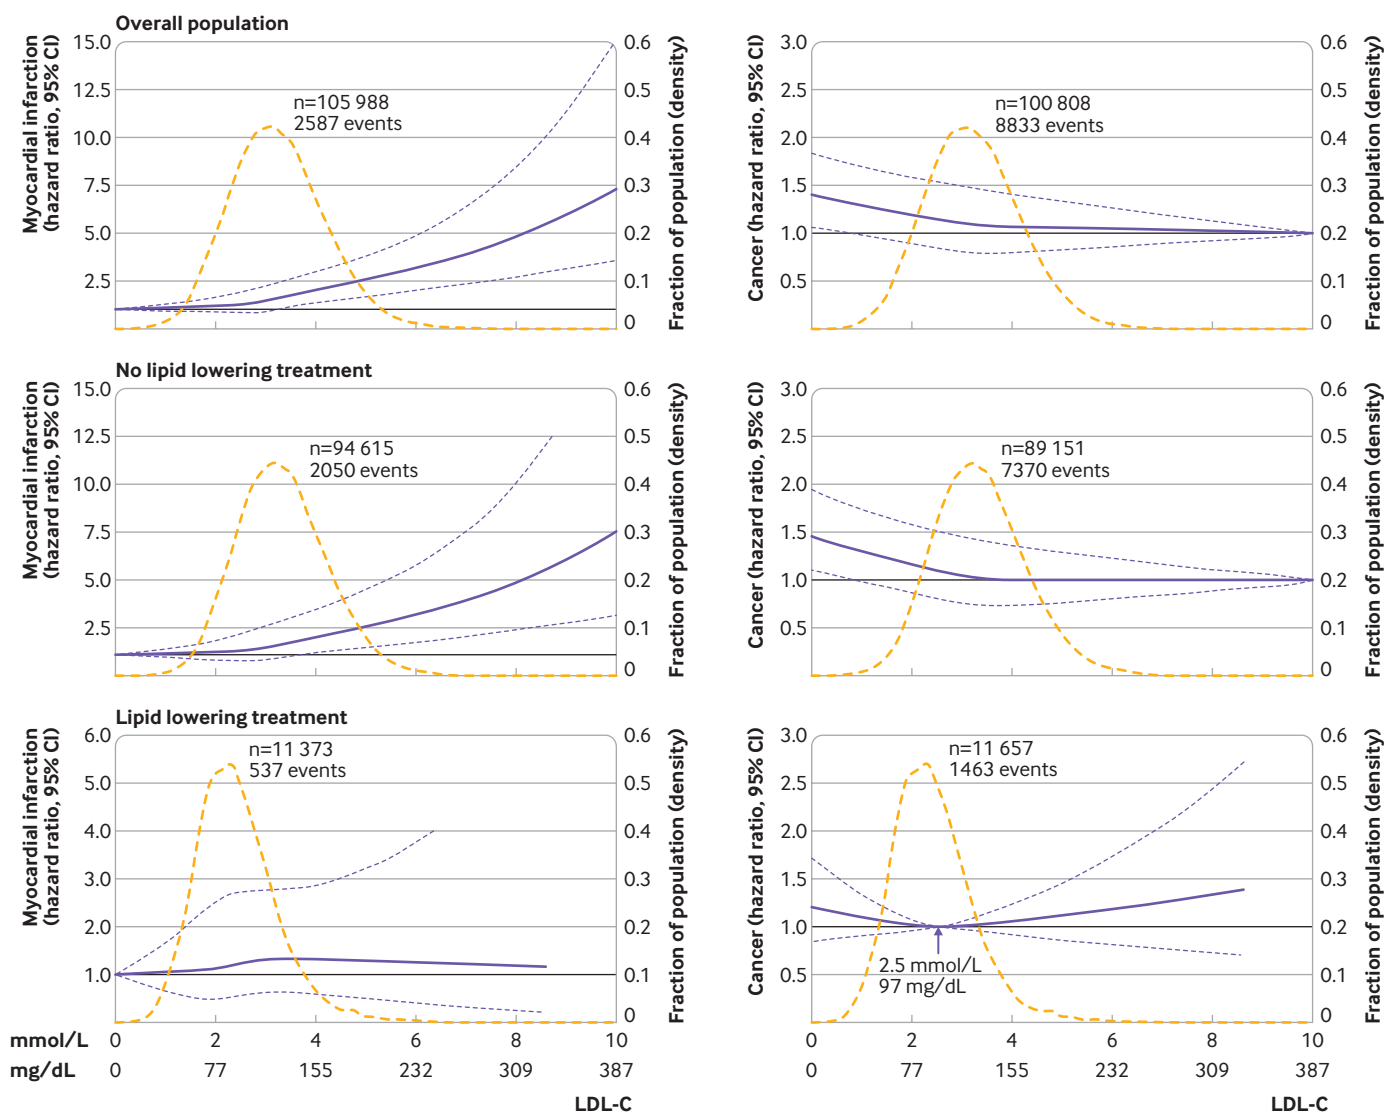 Overall population
Myocardial infarction
(hazard ratio, 95% CI)
15.0
12.5
10.0
7.5
5.0
2.5
n=105 988
2587 events
0.6
0.5
0.4
0.3
0.2
0.1
0
Fraction of population (density)
Cancer (hazard ratio, 95% CI)
3.0
2.5
2.0
1.5
1.0
0.5
n=100 808
8833 events
0.6
0.5
0.4
0.3
0.2
0.1
0
Fraction of population (density)
No lipid lowering treatment
Myocardial infarction
(hazard ratio, 95% CI)
15.0
12.5
10.0
7.5
5.0
2.5
n=94 615
2050 events
0.6
0.5
0.4
0.3
0.2
0.1
0
Fraction of population (density)
Cancer (hazard ratio, 95% CI)
3.0
2.5
2.0
1.5
1.0
0.5
n=89 151
7370 events
0.6
0.5
0.4
0.3
0.2
0.1
0
Fraction of population (density)
Lipid lowering treatment
Myocardial infarction
(hazard ratio, 95% CI)
6.0
5.0
4.0
3.0
2.0
1.0
n=11 373
537 events
0.6
0.5
0.4
0.3
0.2
0.1
0
Fraction of population (density)
Cancer (hazard ratio, 95% CI)
3.0
2.5
2.0
1.5
1.0
0.5
n=11 657
1463 events
2.5 mmol/L
97 mg/dL
0.6
0.5
0.4
0.3
0.2
0.1
0
Fraction of population (density)
mmol/L 0 2 4 6 8 10 0 2 4 6 8 10
mg/dL 0 77 155 232 309 387 0 77 155 232 309 387
LDL-C LDL-C